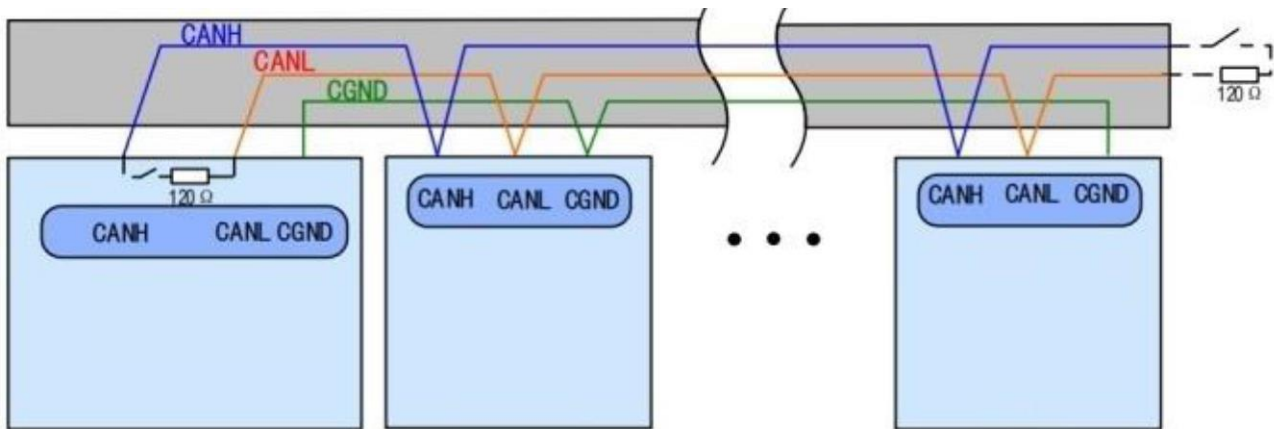 CANH
CANL
CGND
120 Ω
120 Ω
CANH CANL CGND
CANH CANL CGND
CANH CANL CGND